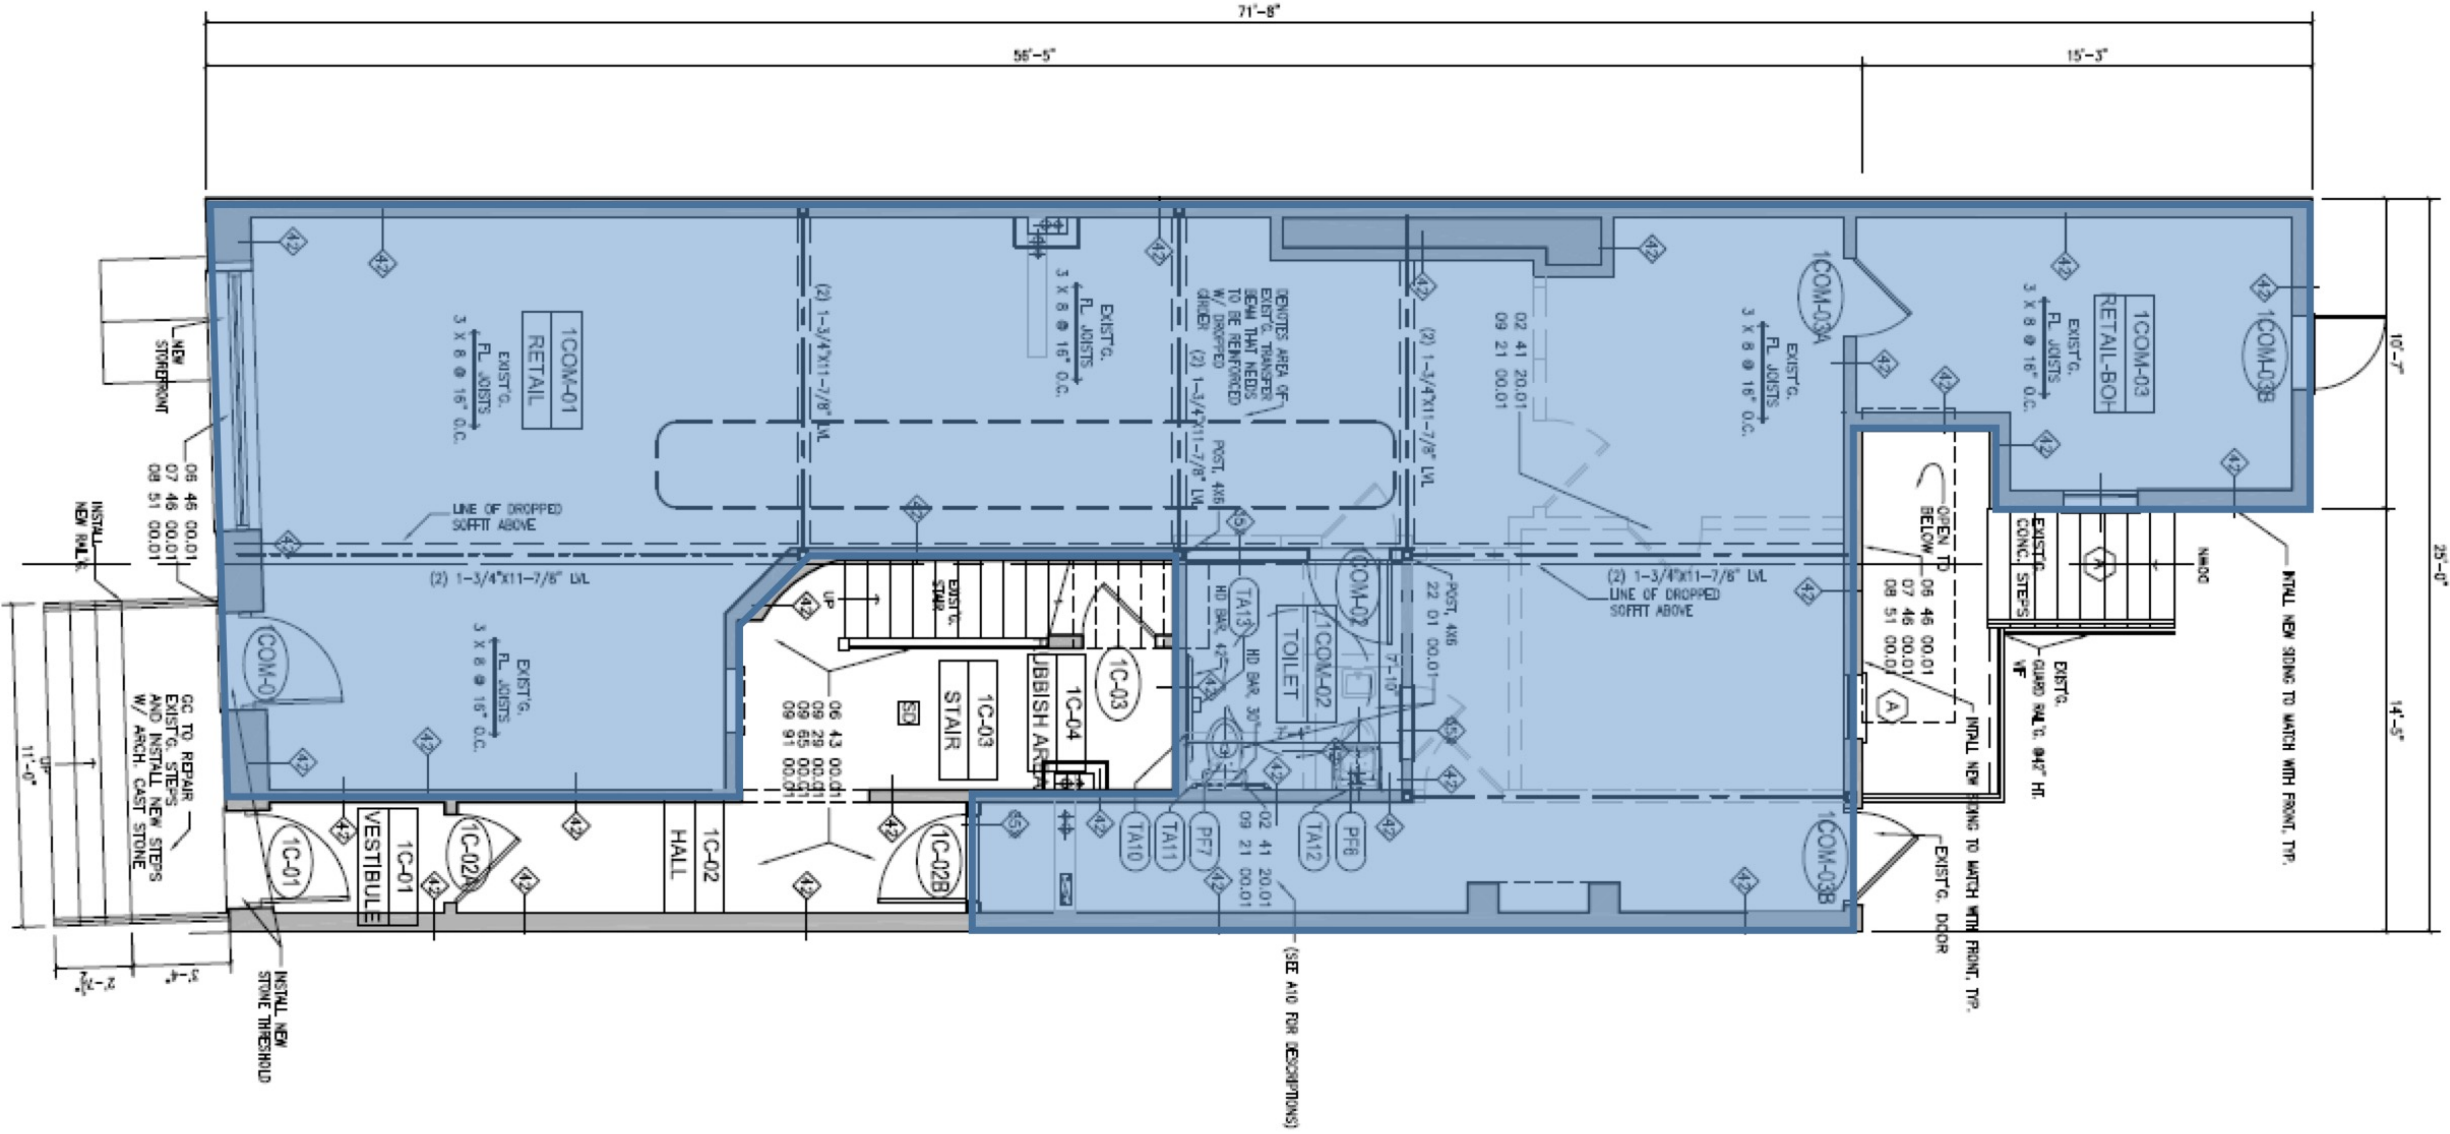 71'-8"
56'-5"
15'-3"
10'-7"
25'-0"
14'-5"
NEW
STOREFRONT
06 46 00.01
07 46 00.01
08 51 00.01
INSTALL
NEW RAIL'G.
11'-0"
UP
GC TO REPAIR
EXIST'G. STEPS
AND INSTALL NEW STEPS
W/ ARCH. CAST STONE
3'-4"
INSTALL NEW
STONE THRESHOLD
1COM-01
RETAIL
EXIST'G.
FL JOISTS
3 X 8 @ 16" O.C.
LINE OF DROPPED
SOFFIT ABOVE
(2) 1-3/4"X11-7/8" LVL
EXIST'G.
FL JOISTS
3 X 8 @ 16" O.C.
(2) 1-3/4"X11-7/8" LVL
EXIST'G.
FL JOISTS
3 X 8 @ 16" O.C.
DENOTES AREA OF
EXIST'G. TRANSFER
BEAM THAT NEEDS
TO BE REINFORCED
W/ DROPPED
GIRDER
(2) 1-3/4"X11-7/8" LVL
POST, 4X6
(2) 1-3/4"X11-7/8" LVL
02 41 20.01
09 21 00.01
EXIST'G.
FL JOISTS
3 X 8 @ 16" O.C.
1COM-03A
1COM-03
RETAIL-BOH
EXIST'G.
FL JOISTS
3 X 8 @ 16" O.C.
1COM-03B
OPEN TO
BELOW
EXIST'G.
CONC. STEPS
A
DOWN
06 46 00.01
07 46 00.01
08 51 00.01
EXIST'G.
GUARD RAIL'G. @42" HT.
VIF
A
INTALL NEW SIDING TO MATCH WITH FRONT, TYP.
INTALL NEW SIDING TO MATCH WITH FRONT, TYP.
EXIST'G. DOOR
1COM-03B
(2) 1-3/4"X11-7/8" LVL
LINE OF DROPPED
SOFFIT ABOVE
POST, 4X6
22 01 00.01
7'-10"
COM-02
1COM-02
TOILET
TA13
HD BAR, 42"
HD BAR, 30"
TA10
TA11
PF7
TA12
PF6
02 41 20.01
09 21 00.01
(SEE A10 FOR DESCRIPTIONS)
EXIST'G.
STAIR
UP
1C-03
1C-04
UBBISH AREA
1C-03
STAIR
SD
06 43 00.01
09 29 00.01
09 65 00.01
09 91 00.01
1COM-0
1C-01
1C-01
VESTIBULE
1C-02A
1C-02
HALL
1C-02B
42